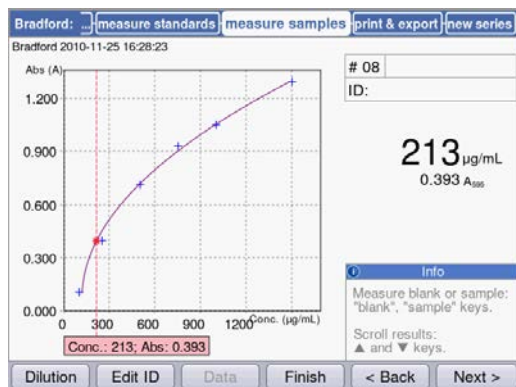 Bradford: ... measure standards measure samples print & export new series
Bradford 2010-11-25 16:28:23
Abs (A)
1.200
0.900
0.600
0.300
0.000
0 300 600 900 1200 Conc. (µg/mL)
Conc.: 213; Abs: 0.393
# 08
ID:
213 µg/mL
0.393 A595
Info
Measure blank or sample:
"blank", "sample" keys.
Scroll results:
▲ and ▼ keys.
Dilution Edit ID Data Finish < Back Next >